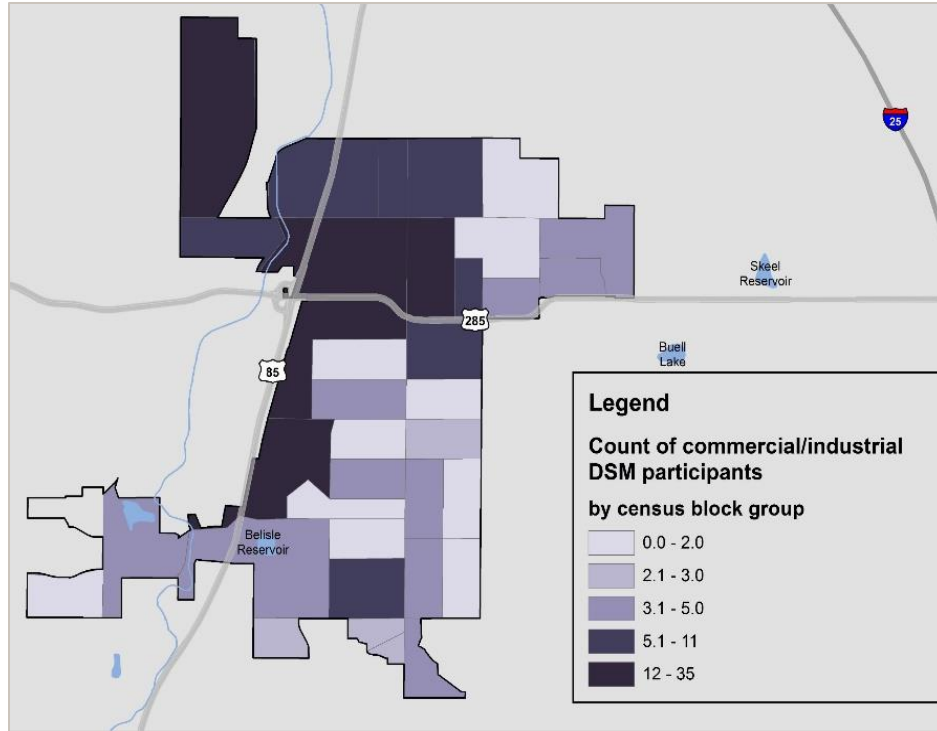 25
Skeel
Reservoir
285
Buell
Lake
85
Legend
Count of commercial/industrial
DSM participants
by census block group
0.0 - 2.0
2.1 - 3.0
3.1 - 5.0
5.1 - 11
12 - 35
Belisle
Reservoir